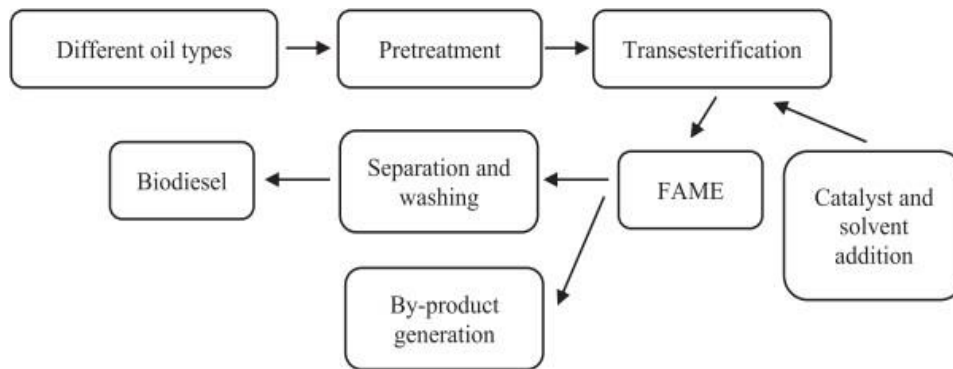 Different oil types
Pretreatment
Transesterification
Biodiesel
Separation and
washing
FAME
Catalyst and
solvent
addition
By-product
generation